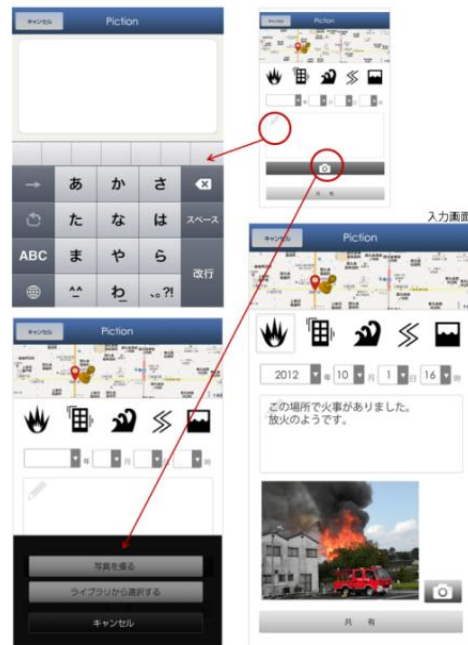 キャンセル
Piction
→
あ
か
さ
た
な
は
スペース
ABC
ま
や
ら
改行
^^
わ
、。?!
Piction
年
月
日
時
共 有
入力画面
キャンセル
Piction
2012 年 10 月 1 日 16 時
この場所で火事がありました。
放火のようです。
共 有
キャンセル
Piction
年
月
日
時
写真を撮る
ライブラリから選択する
キャンセル